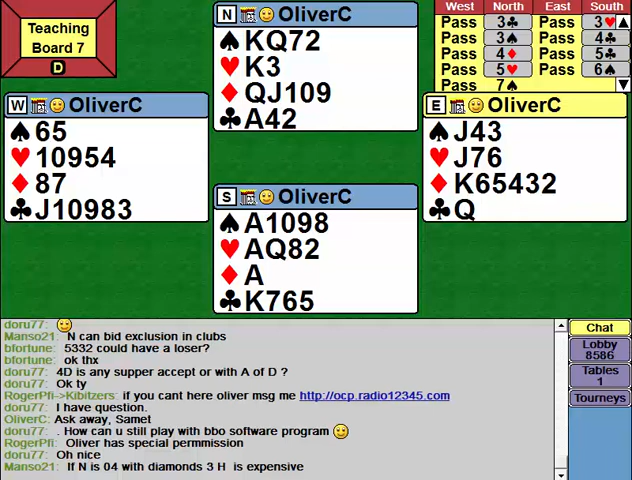 Teaching
Board 7
D
N OliverC
♠KQ72
♥K3
♦QJ109
♣A42
West North East South
Pass 3♣ Pass 3♥
Pass 3♠ Pass 4♣
Pass 4♦ Pass 5♣
Pass 5♥ Pass 6♠
Pass 7♠
W OliverC
♠65
♥10954
♦87
♣J10983
E OliverC
♠J43
♥J76
♦K65432
♣Q
S OliverC
♠A1098
♥AQ82
♦A
♣K765
doru77:
Manso21: N can bid exclusion in clubs
bfortune: 5332 could have a loser?
bfortune: ok thx
doru77: 4D is any supper accept or with A of D ?
doru77: Ok ty
RogerPfi->Kibitzers: if you cant here oliver msg me http://ocp.radio12345.com
doru77: I have question.
OliverC: Ask away, Samet
doru77: . How can u still play with bbo software program
RogerPfi: Oliver has special permmission
doru77: Oh nice
Manso21: If N is 04 with diamonds 3 H is expensive
Chat
Lobby
8586
Tables
1
Tourneys